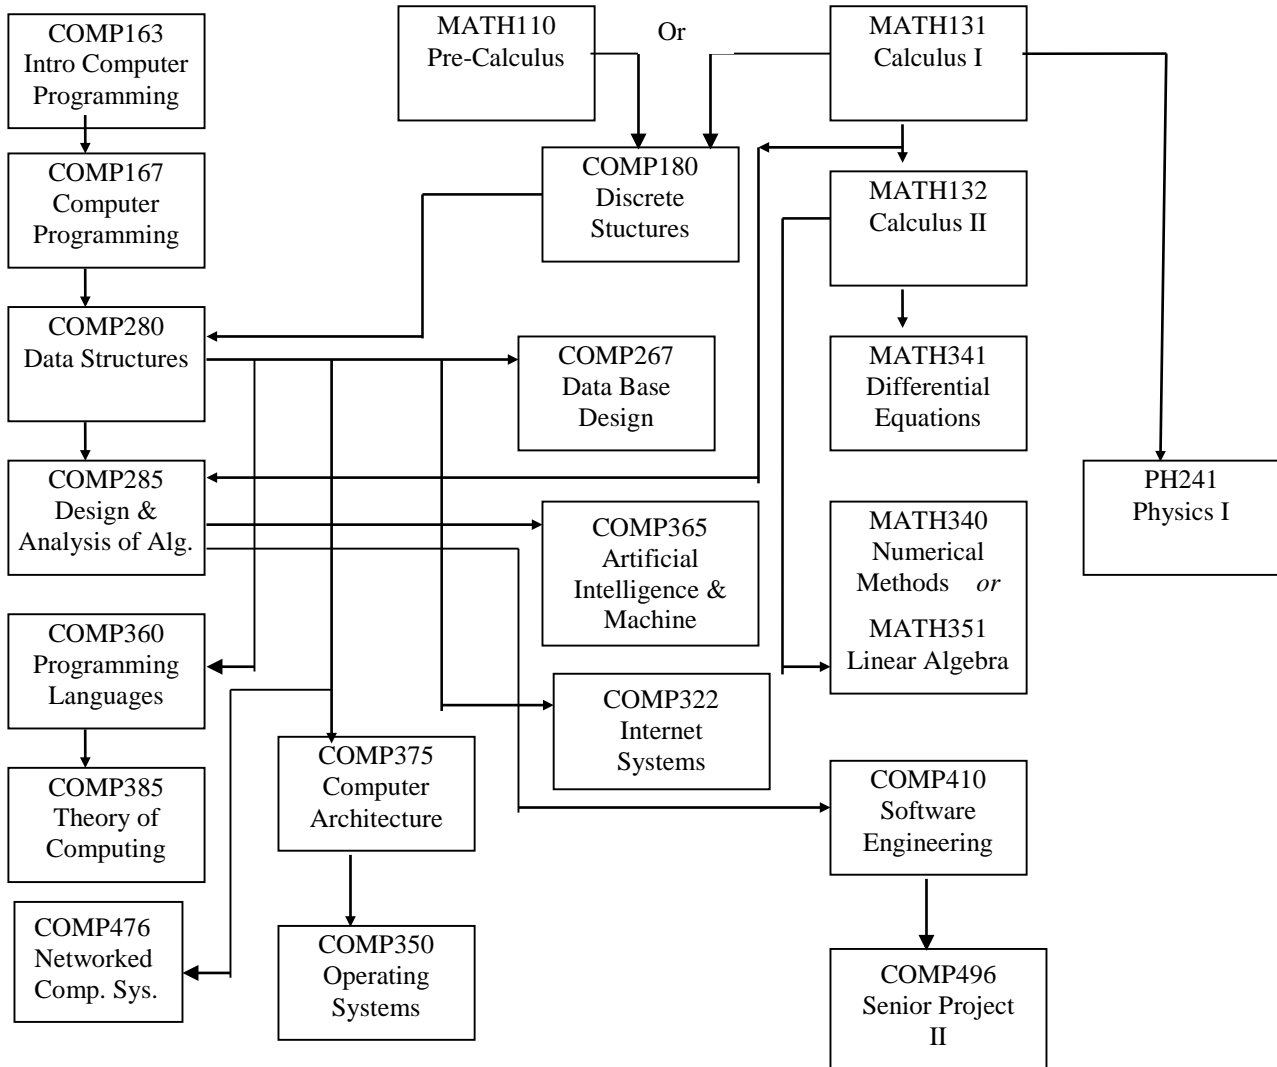 COMP163
Intro Computer
Programming
MATH110
Pre-Calculus
Or
MATH131
Calculus I
COMP167
Computer
Programming
COMP180
Discrete
Stuctures
MATH132
Calculus II
COMP280
Data Structures
COMP267
Data Base
Design
MATH341
Differential
Equations
COMP285
Design &
Analysis of Alg.
COMP365
Artificial
Intelligence &
Machine
MATH340
Numerical
Methods or
MATH351
Linear Algebra
PH241
Physics I
COMP360
Programming
Languages
COMP322
Internet
Systems
COMP375
Computer
Architecture
COMP385
Theory of
Computing
COMP410
Software
Engineering
COMP476
Networked
Comp. Sys.
COMP350
Operating
Systems
COMP496
Senior Project
II